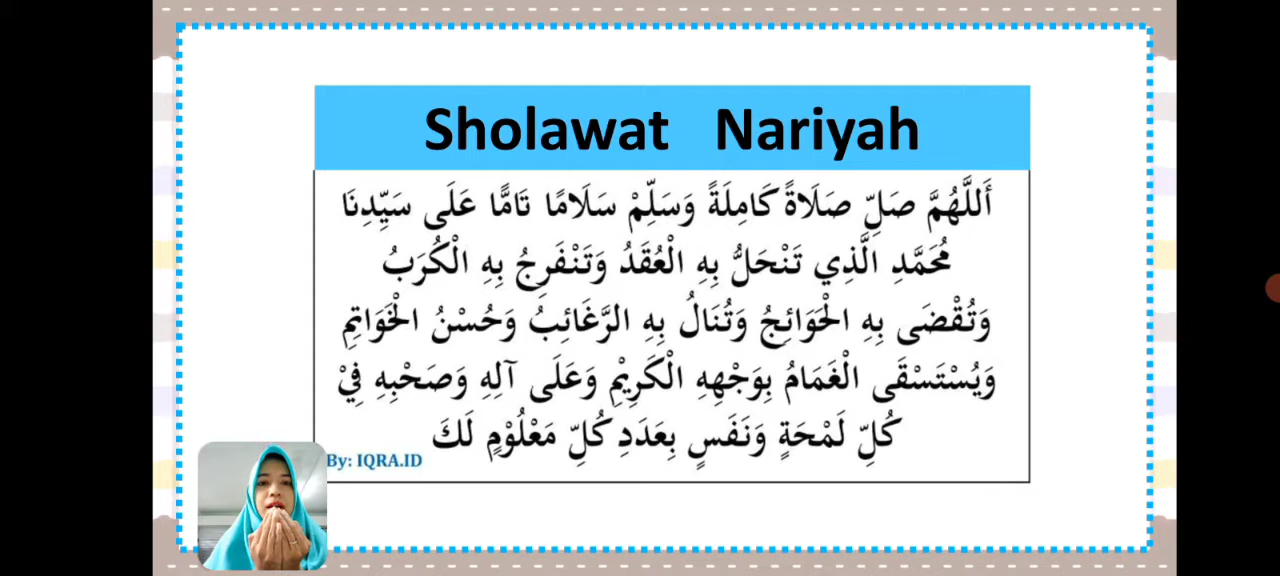 Sholawat Nariyah
أَللَّهُمَّ صَلِّ صَلَاةً كَامِلَةً وَسَلِّمْ سَلَامًا تَامًّا عَلَى سَيِّدِنَا
مُحَمَّدِ الَّذِي تَنْحَلُّ بِهِ الْعُقَدُ وَتَنْفَرِجُ بِهِ الْكُرَبُ
وَتُقْضَى بِهِ الْحَوَائِجُ وَتُنَالُ بِهِ الرَّغَائِبُ وَحُسْنُ الْخَوَاتِمِ
وَيُسْتَسْقَى الْغَمَامُ بِوَجْهِهِ الْكَرِيْمِ وَعَلَى آلِهِ وَصَحْبِهِ فِيْ
كُلِّ لَمْحَةٍ وَنَفَسٍ بِعَدَدِ كُلِّ مَعْلُوْمٍ لَكَ
By: IQRA.ID